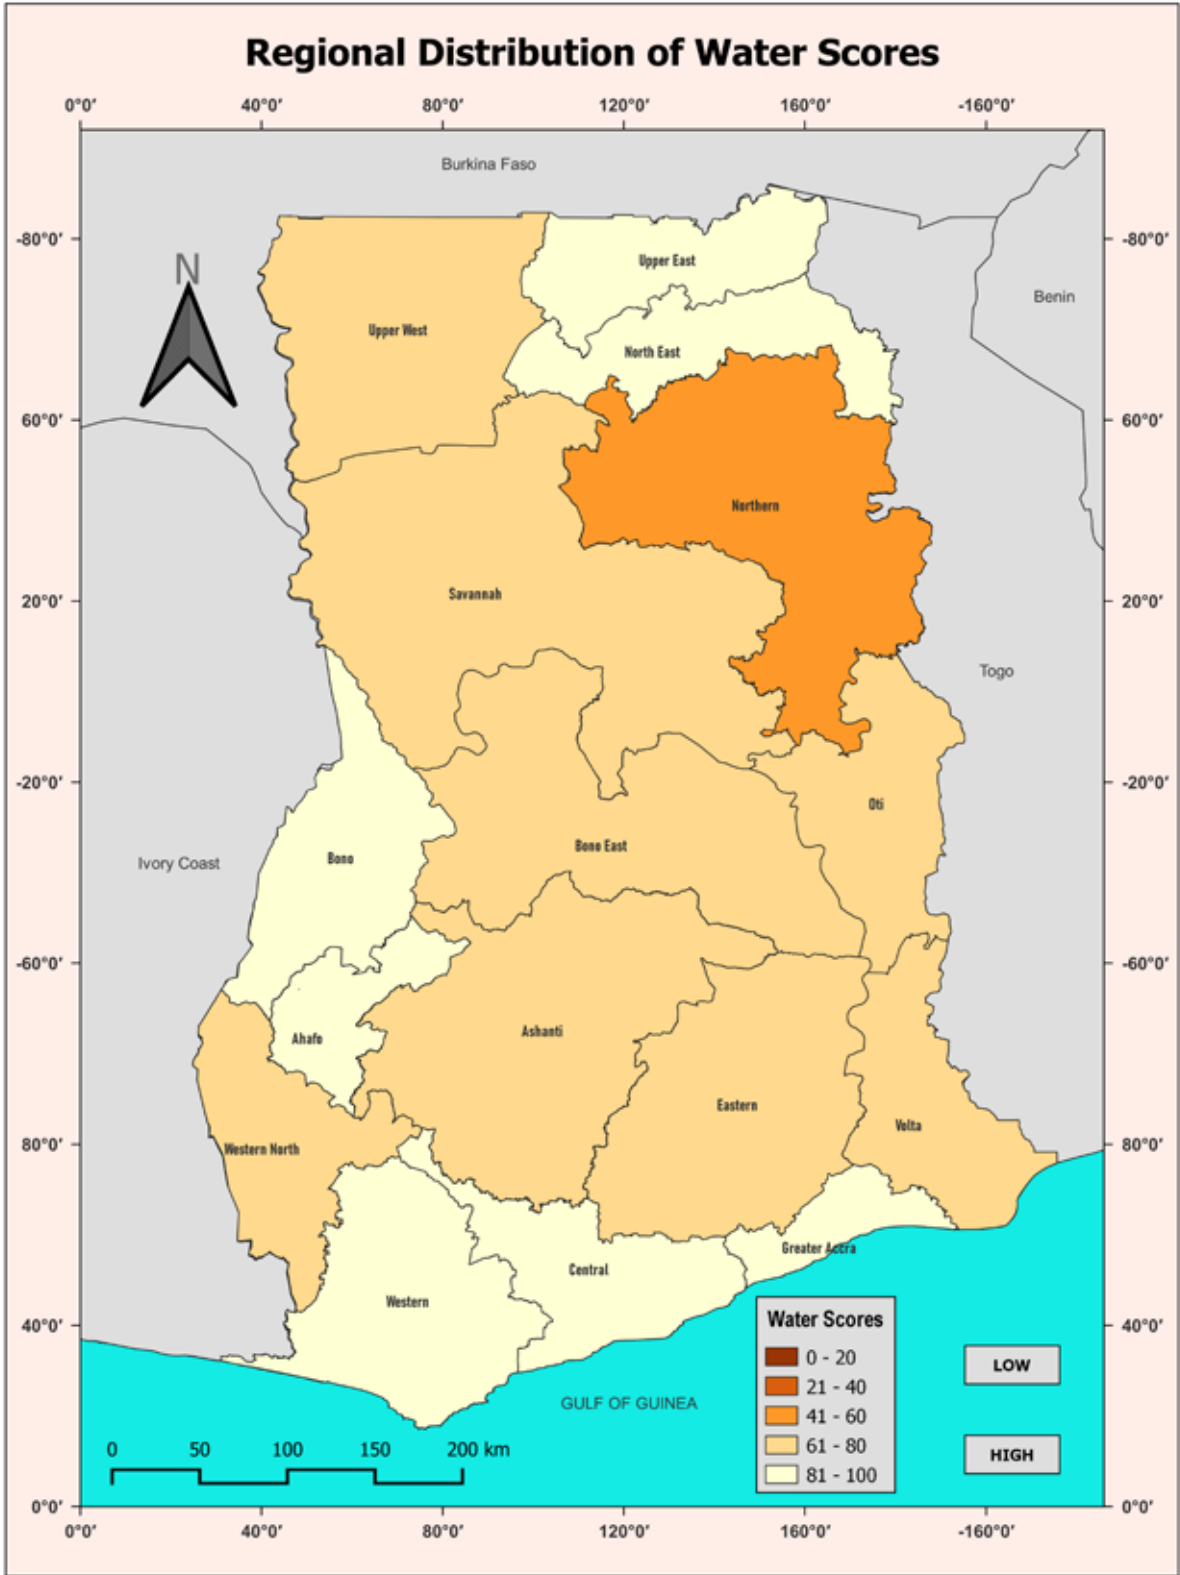 Regional Distribution of Water Scores
0°0′ 40°0′ 80°0′ 120°0′ 160°0′ -160°0′
Burkina Faso
-80°0′ -80°0′
N
Upper East
Benin
Upper West
North East
60°0′ 60°0′
Northern
Savannah
20°0′ 20°0′
Togo
-20°0′ -20°0′
Oti
Bono East
Ivory Coast
Bono
-60°0′ -60°0′
Ashanti
Ahafo
Eastern
Volta
80°0′ 80°0′
Western North
Greater Accra
Central
Western
40°0′ 40°0′
Water Scores
0 - 20
21 - 40
41 - 60
61 - 80
81 - 100
LOW
HIGH
GULF OF GUINEA
0 50 100 150 200 km
0°0′ 0°0′
0°0′ 40°0′ 80°0′ 120°0′ 160°0′ -160°0′